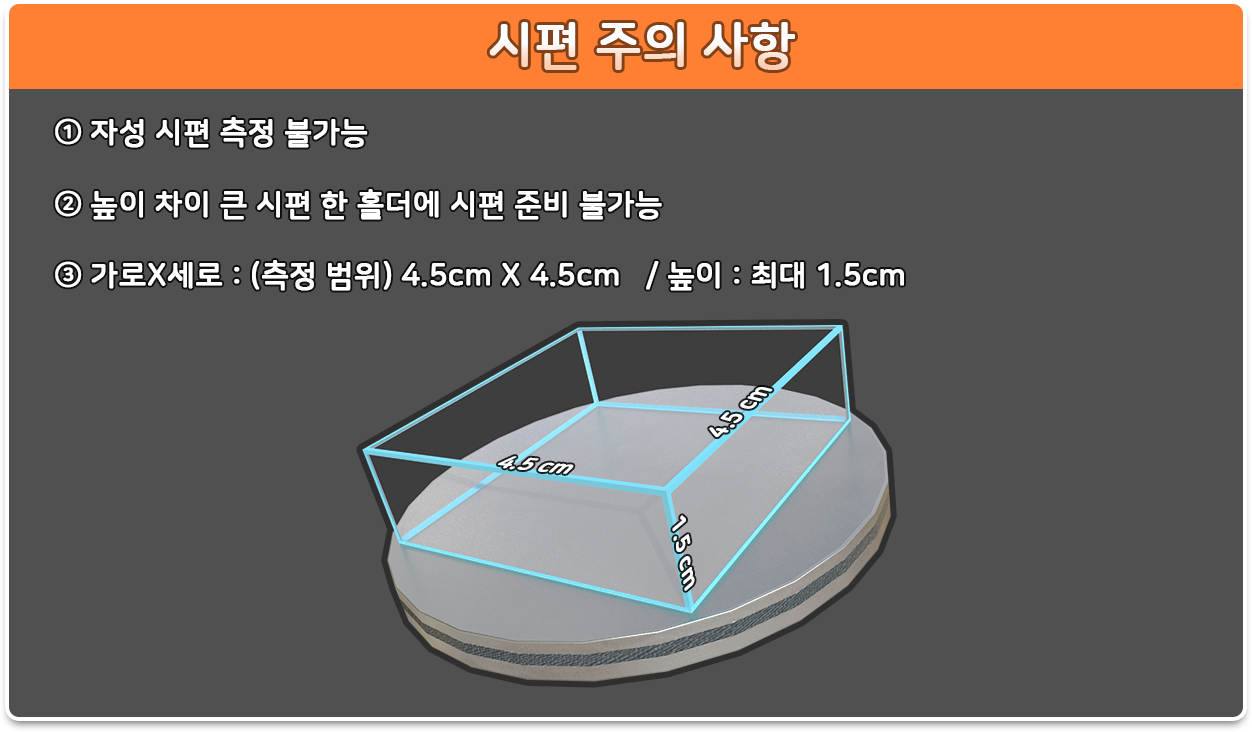 시편 주의 사항
① 자성 시편 측정 불가능
② 높이 차이 큰 시편 한 홀더에 시편 준비 불가능
③ 가로X세로 : (측정 범위) 4.5cm X 4.5cm / 높이 : 최대 1.5cm
4.5 cm
4.5 cm
1.5 cm